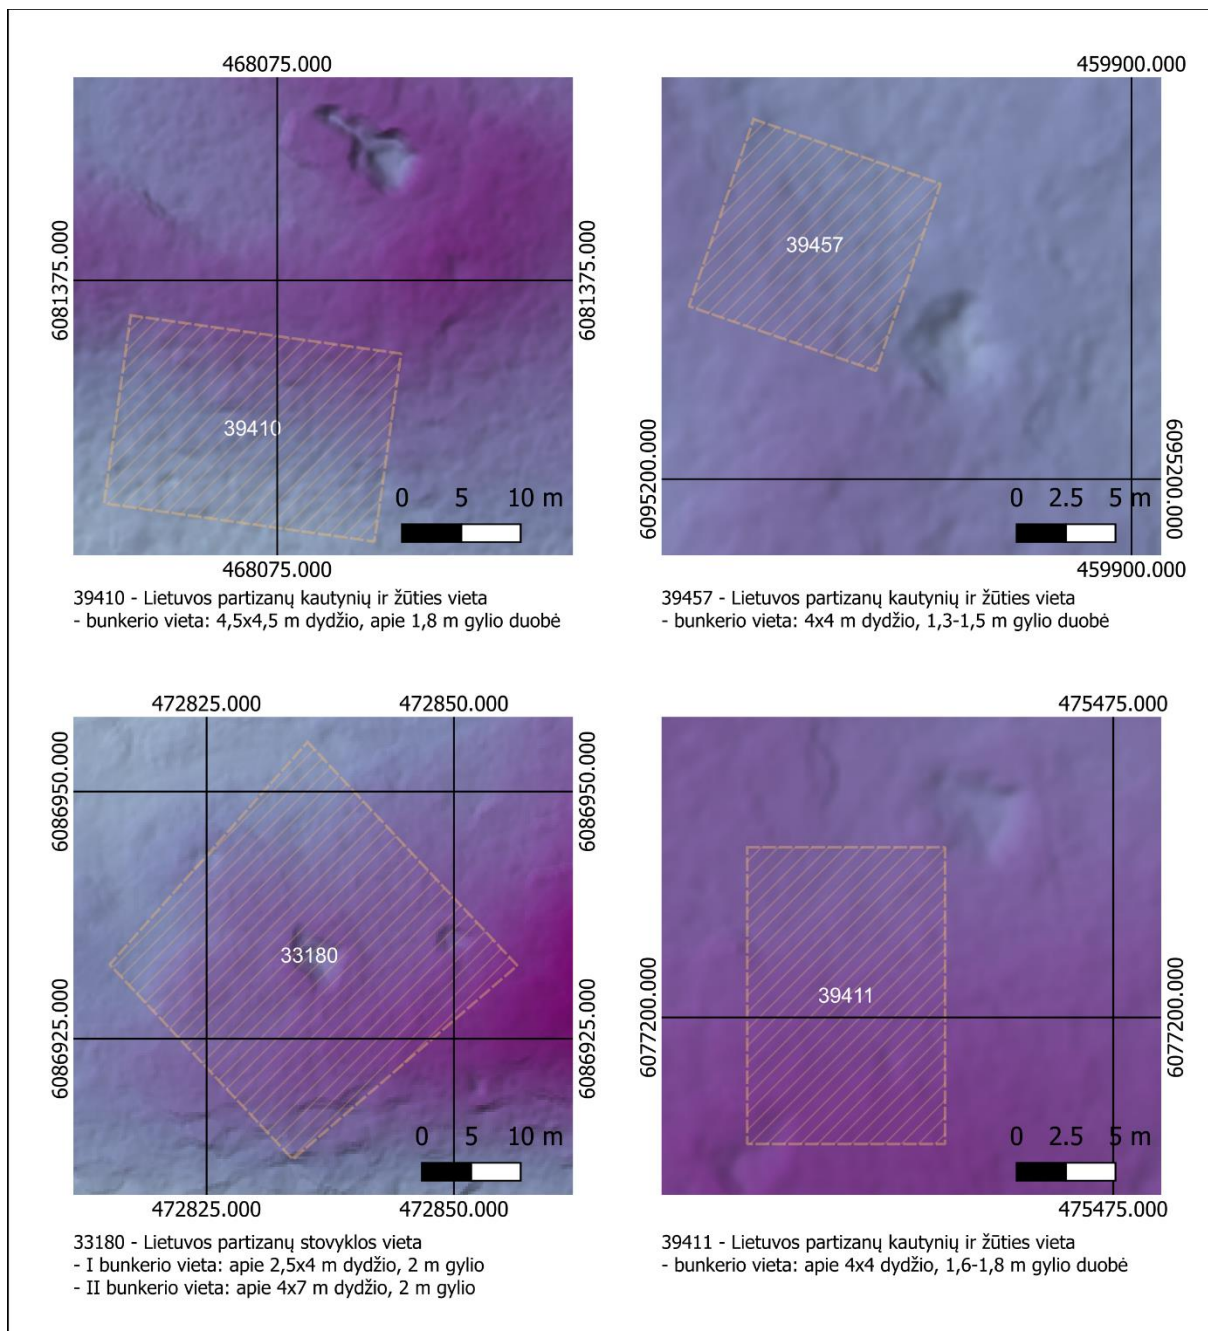 468075.000
6081375.000
6081375.000
39410
0 5 10 m
468075.000
39410 - Lietuvos partizanų kautynių ir žūties vieta
- bunkerio vieta: 4,5x4,5 m dydžio, apie 1,8 m gylio duobė
459900.000
39457
6095200.000
6095200.000
0 2.5 5 m
459900.000
39457 - Lietuvos partizanų kautynių ir žūties vieta
- bunkerio vieta: 4x4 m dydžio, 1,3-1,5 m gylio duobė
472825.000 472850.000
6086950.000
6086950.000
33180
6086925.000
6086925.000
0 5 10 m
472825.000 472850.000
33180 - Lietuvos partizanų stovyklos vieta
- I bunkerio vieta: apie 2,5x4 m dydžio, 2 m gylio
- II bunkerio vieta: apie 4x7 m dydžio, 2 m gylio
475475.000
39411
6077200.000
6077200.000
0 2.5 5 m
475475.000
39411 - Lietuvos partizanų kautynių ir žūties vieta
- bunkerio vieta: apie 4x4 dydžio, 1,6-1,8 m gylio duobė